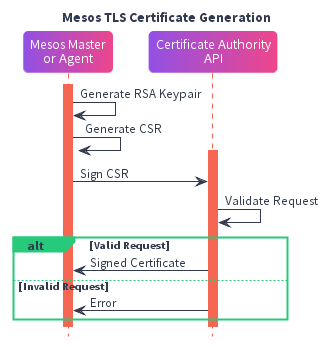 Mesos TLS Certificate Generation
Mesos Master
or Agent
Certificate Authority
API
Generate RSA Keypair
Generate CSR
Sign CSR
Validate Request
alt
[Valid Request]
Signed Certificate
[Invalid Request]
Error